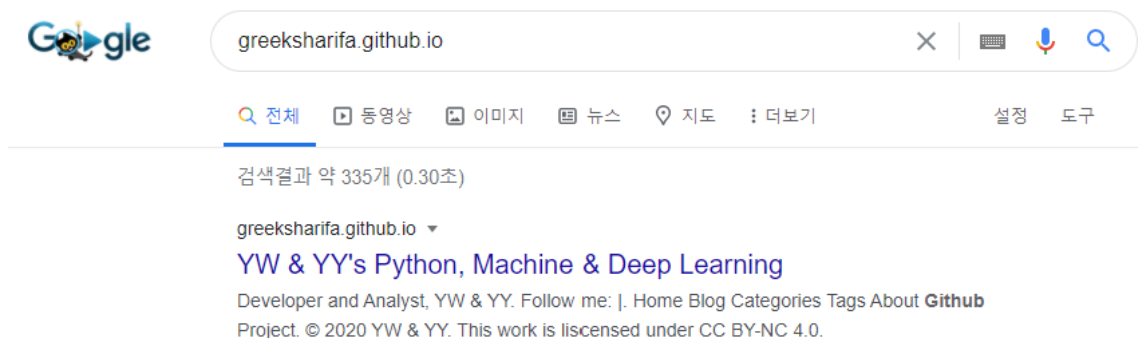 Google
greeksharifa.github.io
전체 동영상 이미지 뉴스 지도 더보기 설정 도구
검색결과 약 335개 (0.30초)
greeksharifa.github.io
YW & YY's Python, Machine & Deep Learning
Developer and Analyst, YW & YY. Follow me: |. Home Blog Categories Tags About Github
Project. © 2020 YW & YY. This work is liscensed under CC BY-NC 4.0.